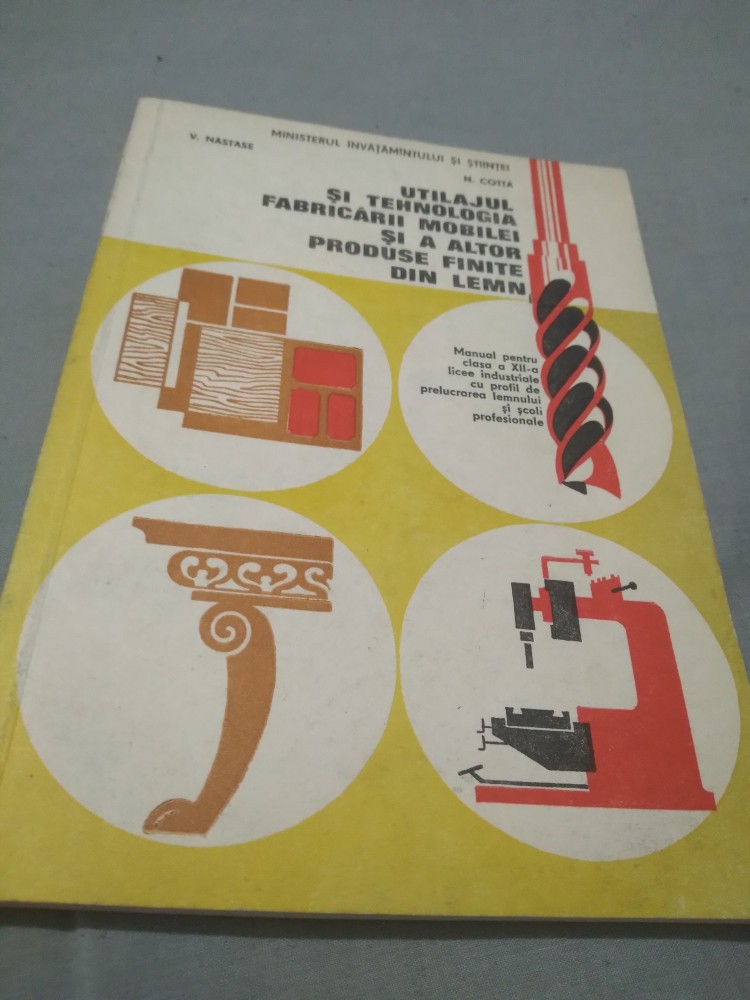 MINISTERUL ÎNVĂȚĂMÎNTULUI ȘI ȘTIINȚEI
V. NĂSTASE
N. COTTA
UTILAJUL
ȘI TEHNOLOGIA
FABRICĂRII MOBILEI
ȘI A ALTOR
PRODUSE FINITE
DIN LEMN
Manual pentru
clasa a XII-a
licee industriale
cu profil de
prelucrarea lemnului
și școli
profesionale